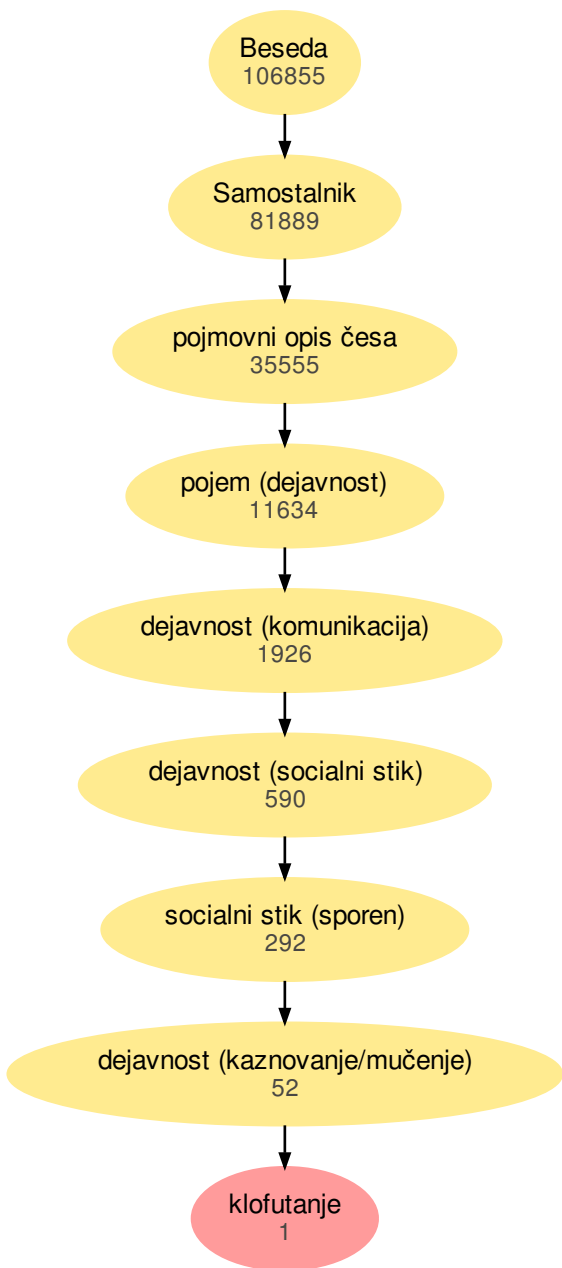 Beseda
106855
Samostalnik
81889
pojmovni opis česa
35555
pojem (dejavnost)
11634
dejavnost (komunikacija)
1926
dejavnost (socialni stik)
590
socialni stik (sporen)
292
dejavnost (kaznovanje/mučenje)
52
klofutanje
1